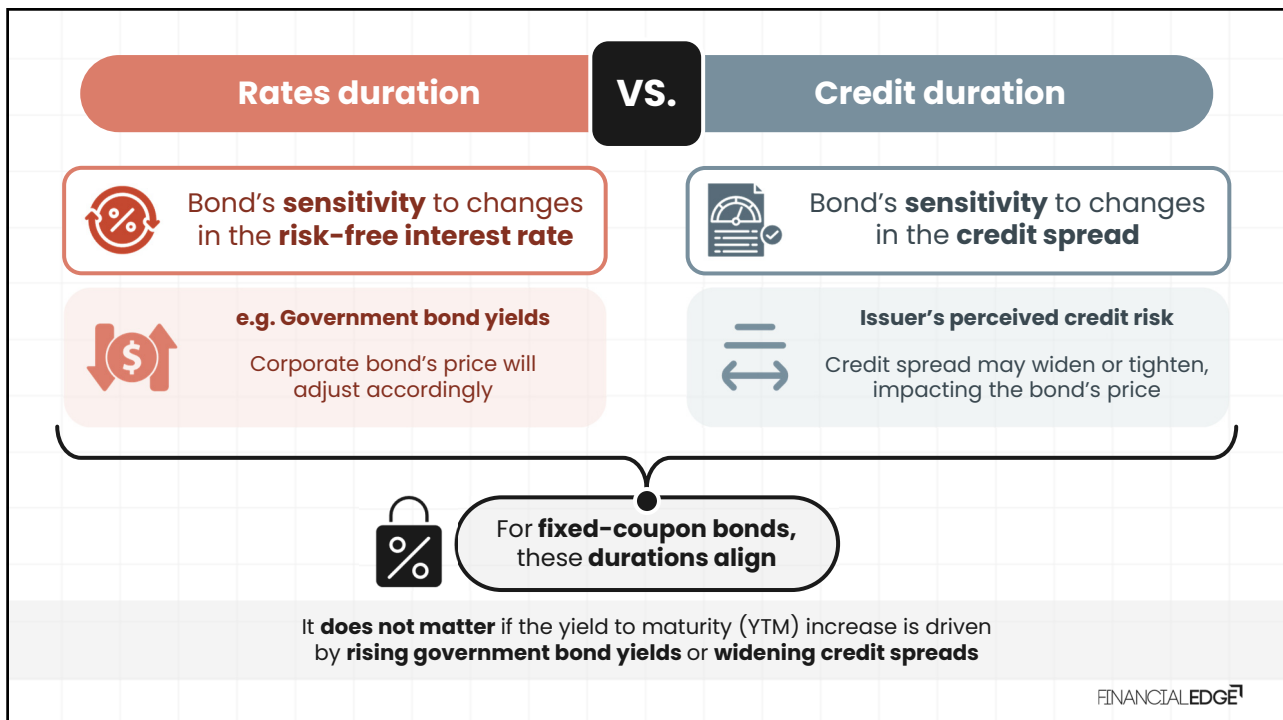 Rates duration
VS.
Credit duration
Bond's sensitivity to changes
in the risk-free interest rate
Bond's sensitivity to changes
in the credit spread
e.g. Government bond yields
Corporate bond's price will
adjust accordingly
Issuer's perceived credit risk
Credit spread may widen or tighten,
impacting the bond's price
For fixed-coupon bonds,
these durations align
It does not matter if the yield to maturity (YTM) increase is driven
by rising government bond yields or widening credit spreads
FINANCIALEDGE